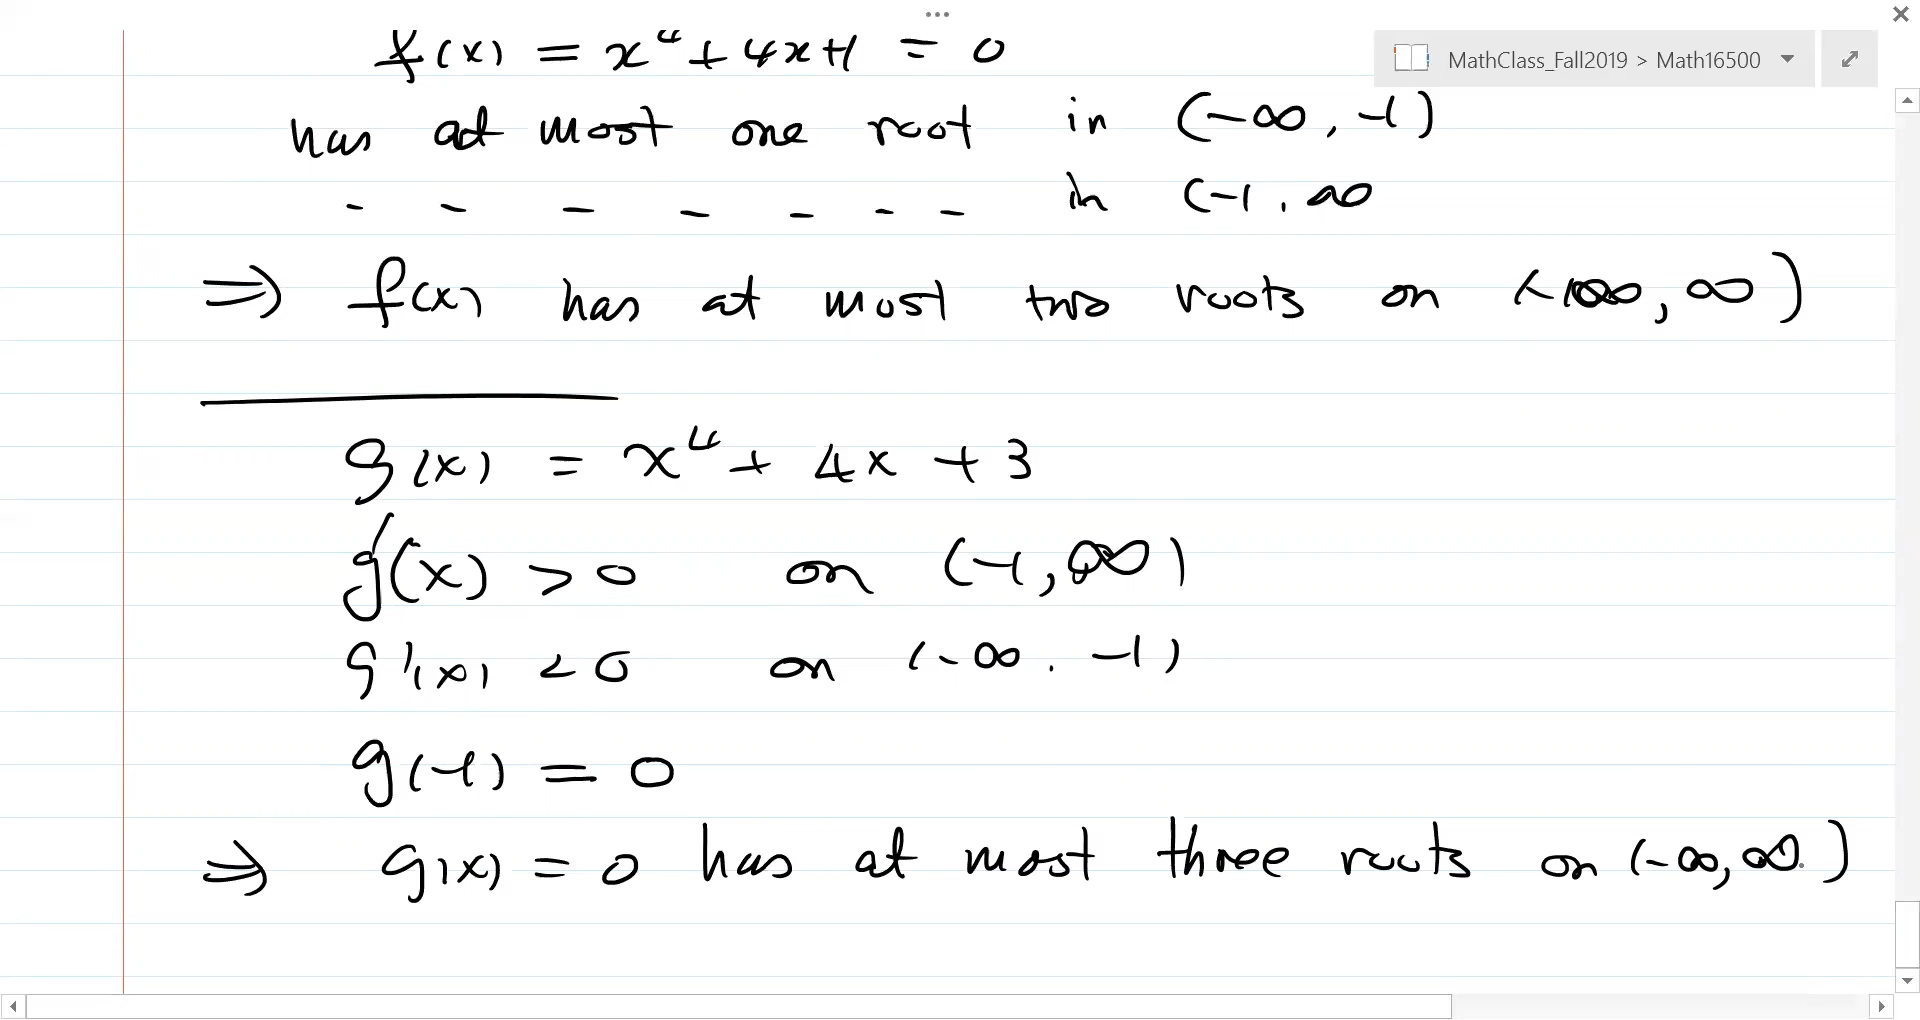 f(x) = x⁴ + 4x+1 = 0
MathClass_Fall2019 > Math16500
has at most one root in (-∞, -1)
- - - - - - - in (-1, ∞
⇒ f(x) has at most two roots on (-∞, ∞)
g(x) = x⁴ + 4x + 3
g'(x) > 0 on (-1, ∞)
g'(x) < 0 on (-∞, -1)
g(-1) = 0
⇒ g(x) = 0 has at most three roots on (-∞, ∞)